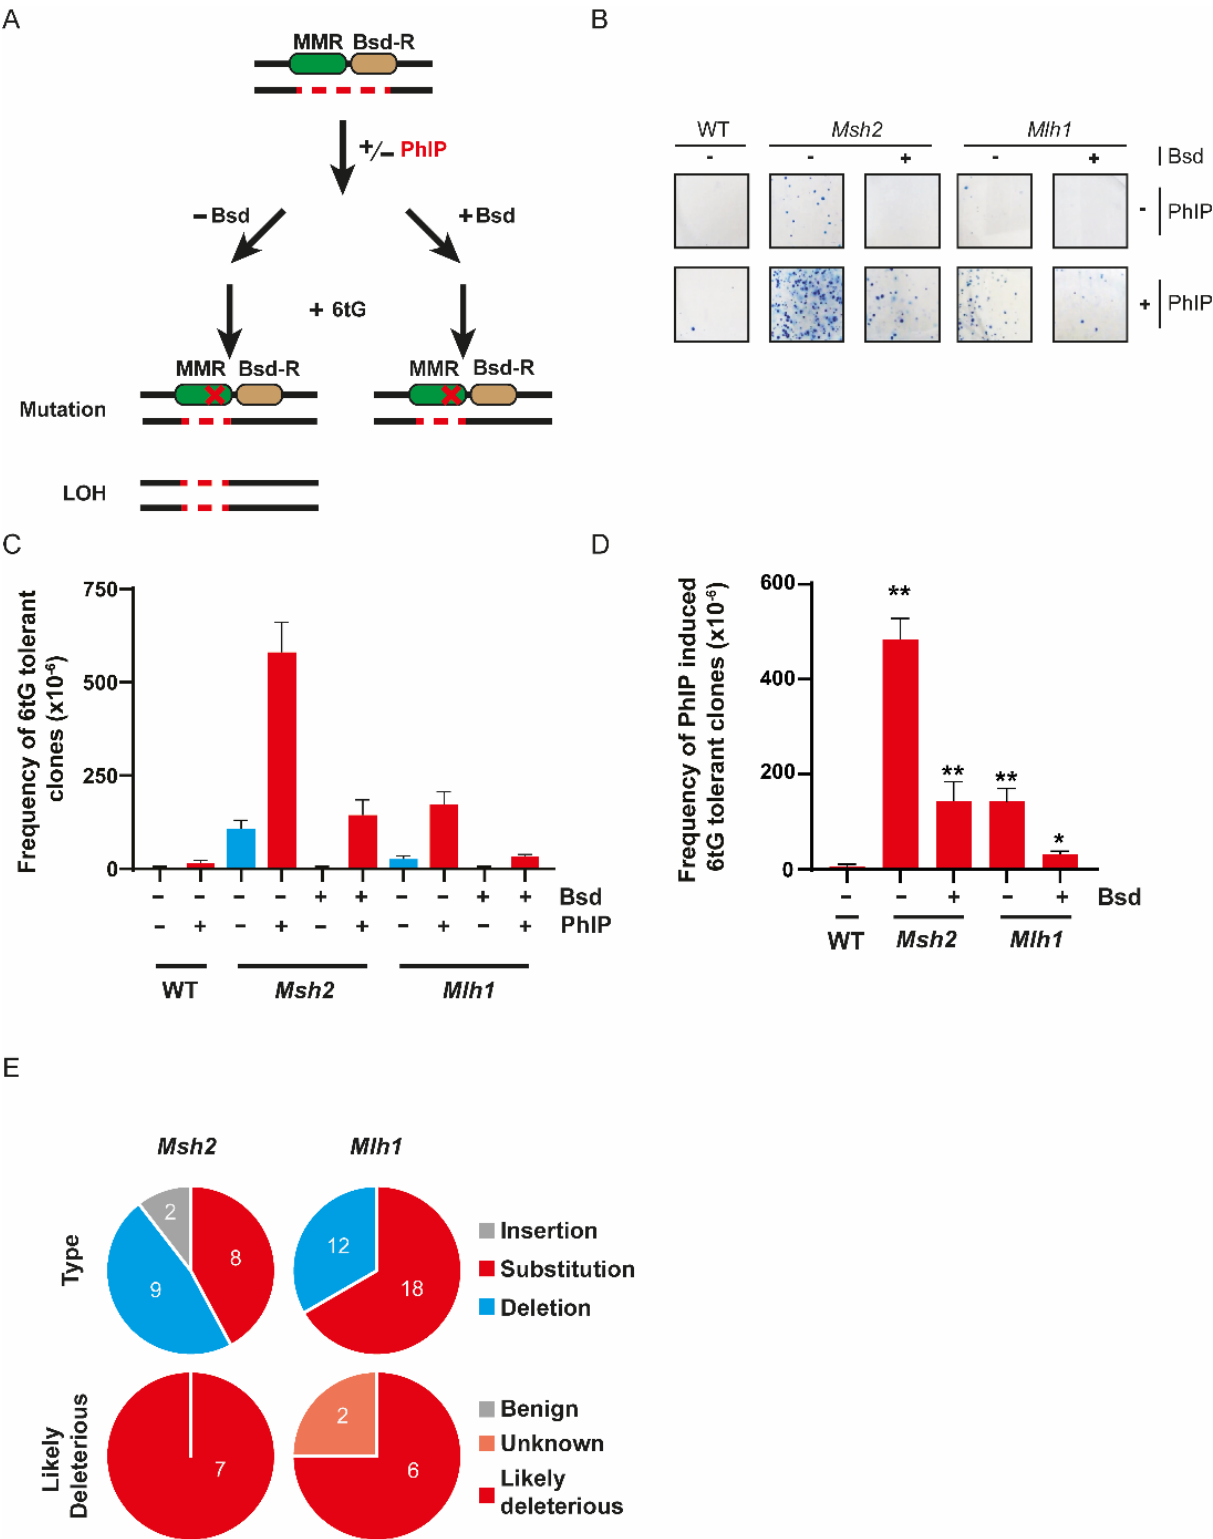 A
MMR Bsd-R
+/− PhIP
− Bsd
+ Bsd
+ 6tG
MMR Bsd-R
MMR Bsd-R
Mutation
LOH
B
WT Msh2 Mlh1
- - + - + Bsd
- PhIP
+ PhIP
C
Frequency of 6tG tolerant
clones (x10-6)
750
500
250
0
− − − − + + − − + + Bsd
− + − + − + − + − + PhIP
WT Msh2 Mlh1
D
Frequency of PhIP induced
6tG tolerant clones (x10-6)
600
400
200
0
**
**
**
*
− − + − + Bsd
WT Msh2 Mlh1
E
Msh2 Mlh1
Type
2
8
9
12
18
Insertion
Substitution
Deletion
Likely
Deleterious
7
2
6
Benign
Unknown
Likely
deleterious